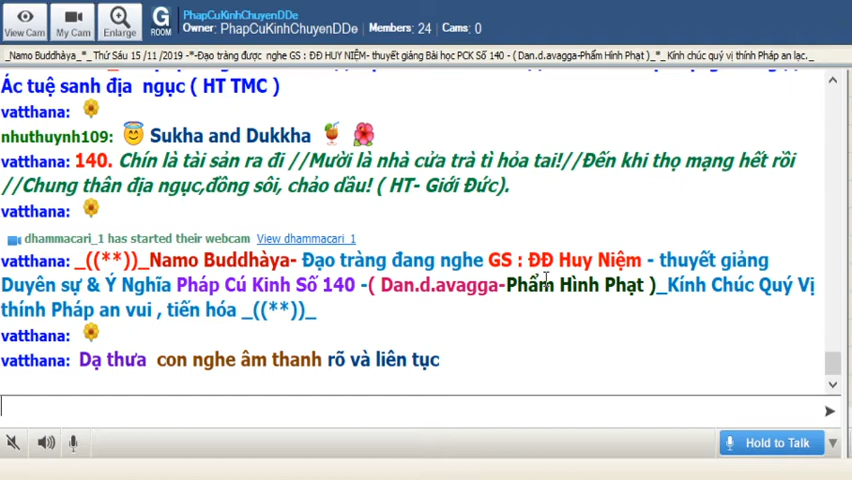 View Cam
My Cam
Enlarge
G
ROOM
PhapCuKinhChuyenDDe
Owner: PhapCuKinhChuyenDDe Members: 24 Cams: 0
_Namo Buddhàya_*_ Thứ Sáu 15 /11 /2019 -*-Đạo tràng được nghe GS : ĐĐ HUY NIỆM- thuyết giảng Bài học PCK Số 140 - ( Dan.d.avagga-Phẩm Hình Phạt )_*_ Kính chúc quý vị thính Pháp an lạc._
Ác tuệ sanh địa ngục ( HT TMC )
vatthana:
nhuthuynh109: Sukha and Dukkha
vatthana: 140. Chín là tài sản ra đi //Mười là nhà cửa trà tì hỏa tai!//Đến khi thọ mạng hết rồi
//Chung thân địa ngục,đồng sôi, chảo dầu! ( HT- Giới Đức).
vatthana:
dhammacari_1 has started their webcam View dhammacari_1
vatthana: _((**))_Namo Buddhàya- Đạo tràng đang nghe GS : ĐĐ Huy Niệm - thuyết giảng
Duyên sự & Ý Nghĩa Pháp Cú Kinh Số 140 -( Dan.d.avagga-Phẩm Hình Phạt )_Kính Chúc Quý Vị
thính Pháp an vui , tiến hóa _((**))_
vatthana:
vatthana: Dạ thưa con nghe âm thanh rõ và liên tục
Hold to Talk